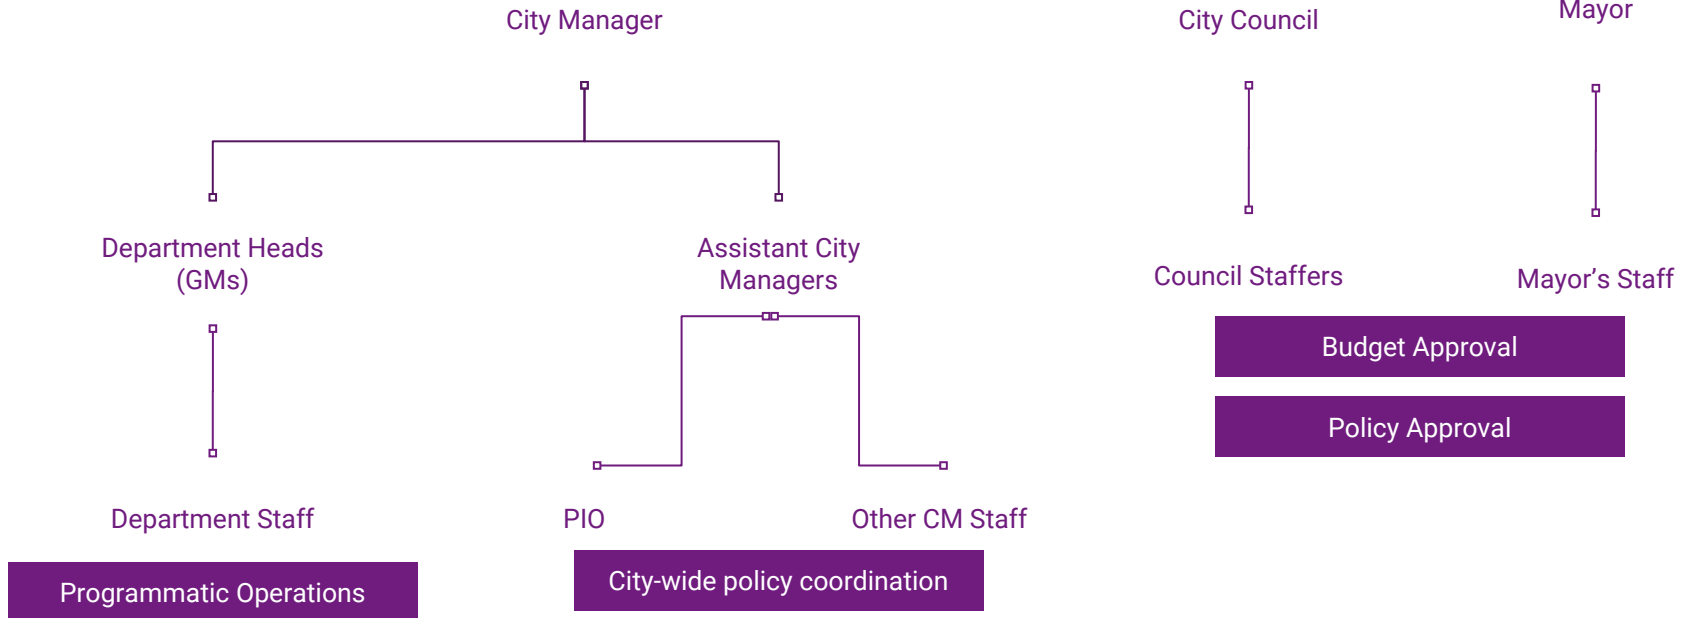 City Manager
City Council
Mayor
Department Heads
(GMs)
Assistant City
Managers
Council Staffers
Mayor’s Staff
Budget Approval
Policy Approval
Department Staff
PIO
Other CM Staff
Programmatic Operations
City-wide policy coordination